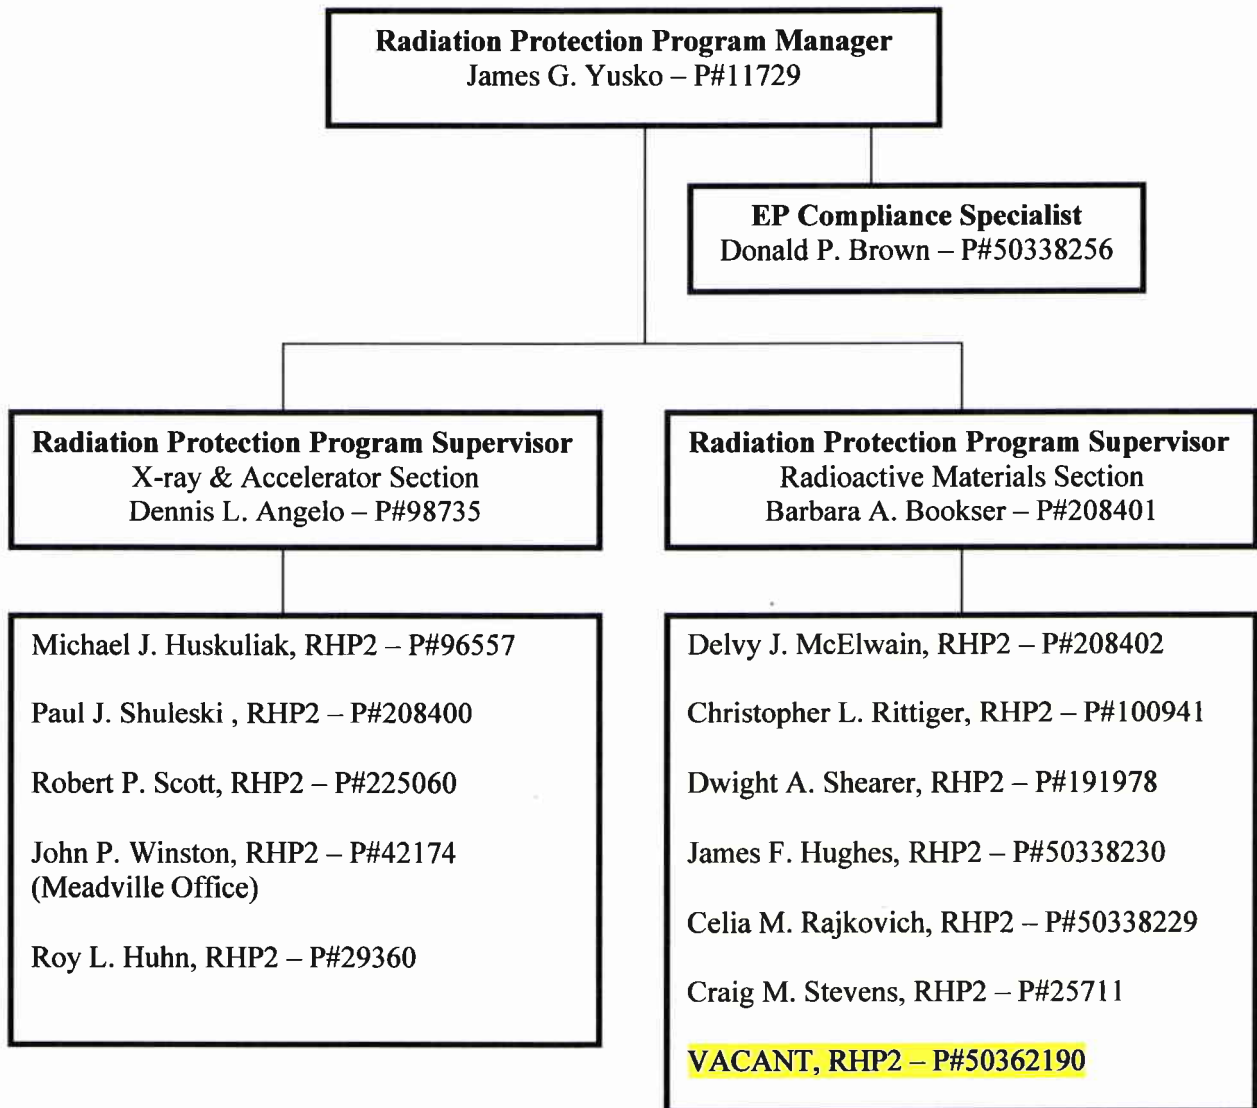 Radiation Protection Program Manager
James G. Yusko – P#11729
EP Compliance Specialist
Donald P. Brown – P#50338256
Radiation Protection Program Supervisor
X-ray & Accelerator Section
Dennis L. Angelo – P#98735
Radiation Protection Program Supervisor
Radioactive Materials Section
Barbara A. Bookser – P#208401
Michael J. Huskuliak, RHP2 – P#96557
Paul J. Shuleski , RHP2 – P#208400
Robert P. Scott, RHP2 – P#225060
John P. Winston, RHP2 – P#42174
(Meadville Office)
Roy L. Huhn, RHP2 – P#29360
Delvy J. McElwain, RHP2 – P#208402
Christopher L. Rittiger, RHP2 – P#100941
Dwight A. Shearer, RHP2 – P#191978
James F. Hughes, RHP2 – P#50338230
Celia M. Rajkovich, RHP2 – P#50338229
Craig M. Stevens, RHP2 – P#25711
VACANT, RHP2 – P#50362190